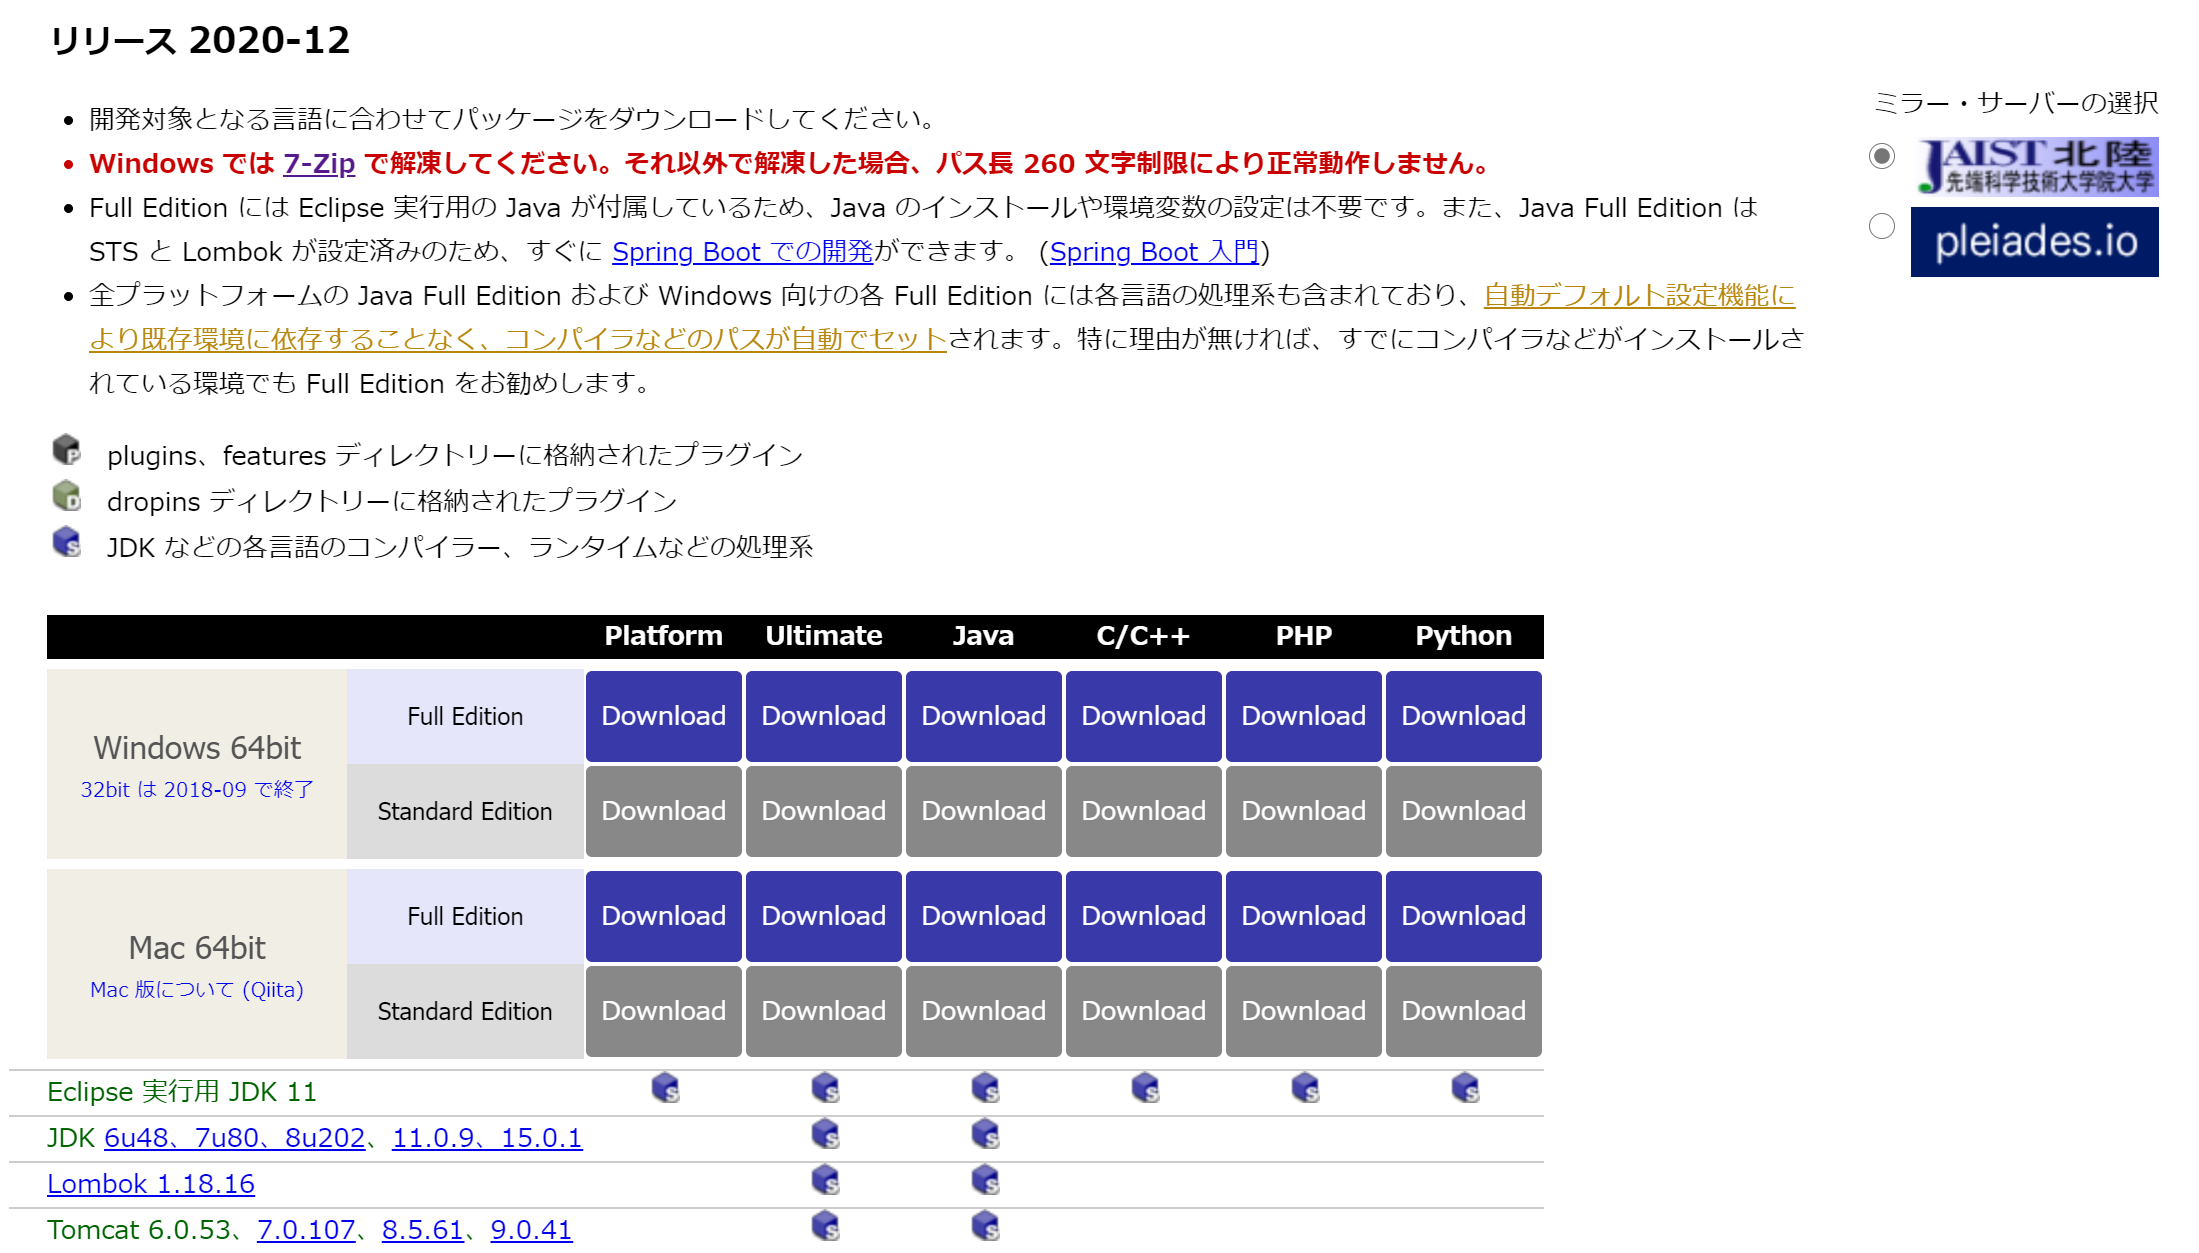 リリース 2020-12
ミラー・サーバーの選択
JAIST 北陸
先端科学技術大学院大学
pleiades.io
開発対象となる言語に合わせてパッケージをダウンロードしてください。
Windows では 7-Zip で解凍してください。それ以外で解凍した場合、パス長 260 文字制限により正常動作しません。
Full Edition には Eclipse 実行用の Java が付属しているため、Java のインストールや環境変数の設定は不要です。また、Java Full Edition は
STS と Lombok が設定済みのため、すぐに Spring Boot での開発ができます。 (Spring Boot 入門)
全プラットフォームの Java Full Edition および Windows 向けの各 Full Edition には各言語の処理系も含まれており、自動デフォルト設定機能に
より既存環境に依存することなく、コンパイラなどのパスが自動でセットされます。特に理由が無ければ、すでにコンパイラなどがインストールさ
れている環境でも Full Edition をお勧めします。
P plugins、features ディレクトリーに格納されたプラグイン
D dropins ディレクトリーに格納されたプラグイン
S JDK などの各言語のコンパイラー、ランタイムなどの処理系
Platform Ultimate Java C/C++ PHP Python
Windows 64bit
32bit は 2018-09 で終了
Full Edition Download Download Download Download Download Download
Standard Edition Download Download Download Download Download Download
Mac 64bit
Mac 版について (Qiita)
Full Edition Download Download Download Download Download Download
Standard Edition Download Download Download Download Download Download
Eclipse 実行用 JDK 11 S S S S S S
JDK 6u48、7u80、8u202、11.0.9、15.0.1 S S
Lombok 1.18.16 S S
Tomcat 6.0.53、7.0.107、8.5.61、9.0.41 S S